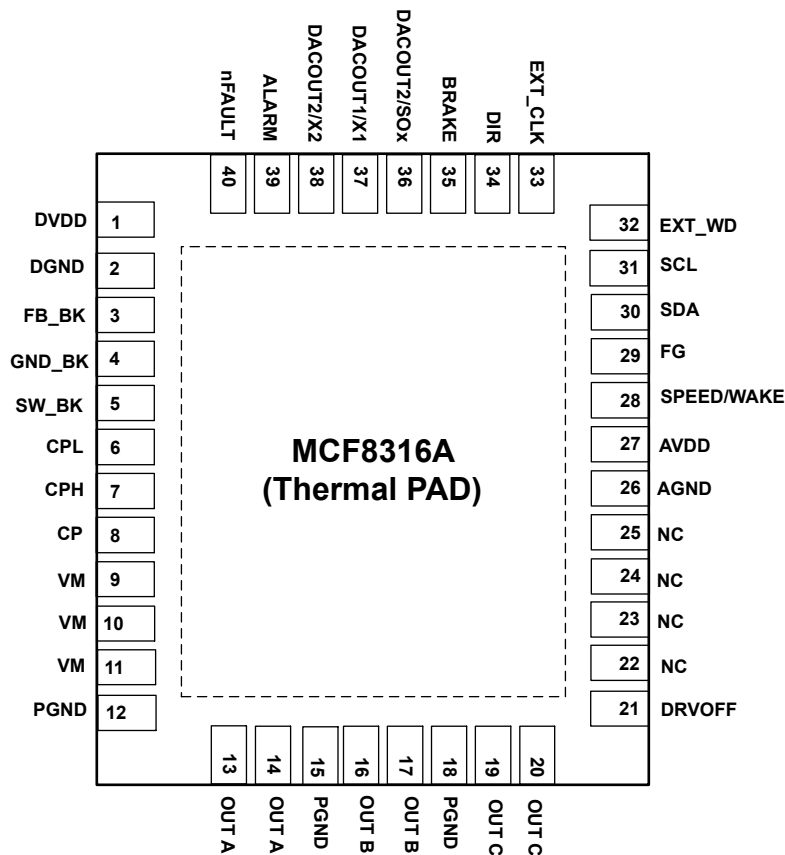 nFAULT
ALARM
DACOUT2/X2
DACOUT1/X1
DACOUT2/SOx
BRAKE
DIR
EXT_CLK
40
39
38
37
36
35
34
33
DVDD 1
DGND 2
FB_BK 3
GND_BK 4
SW_BK 5
CPL 6
CPH 7
CP 8
VM 9
VM 10
VM 11
PGND 12
MCF8316A
(Thermal PAD)
32 EXT_WD
31 SCL
30 SDA
29 FG
28 SPEED/WAKE
27 AVDD
26 AGND
25 NC
24 NC
23 NC
22 NC
21 DRVOFF
13
14
15
16
17
18
19
20
OUT A
OUT A
PGND
OUT B
OUT B
PGND
OUT C
OUT C